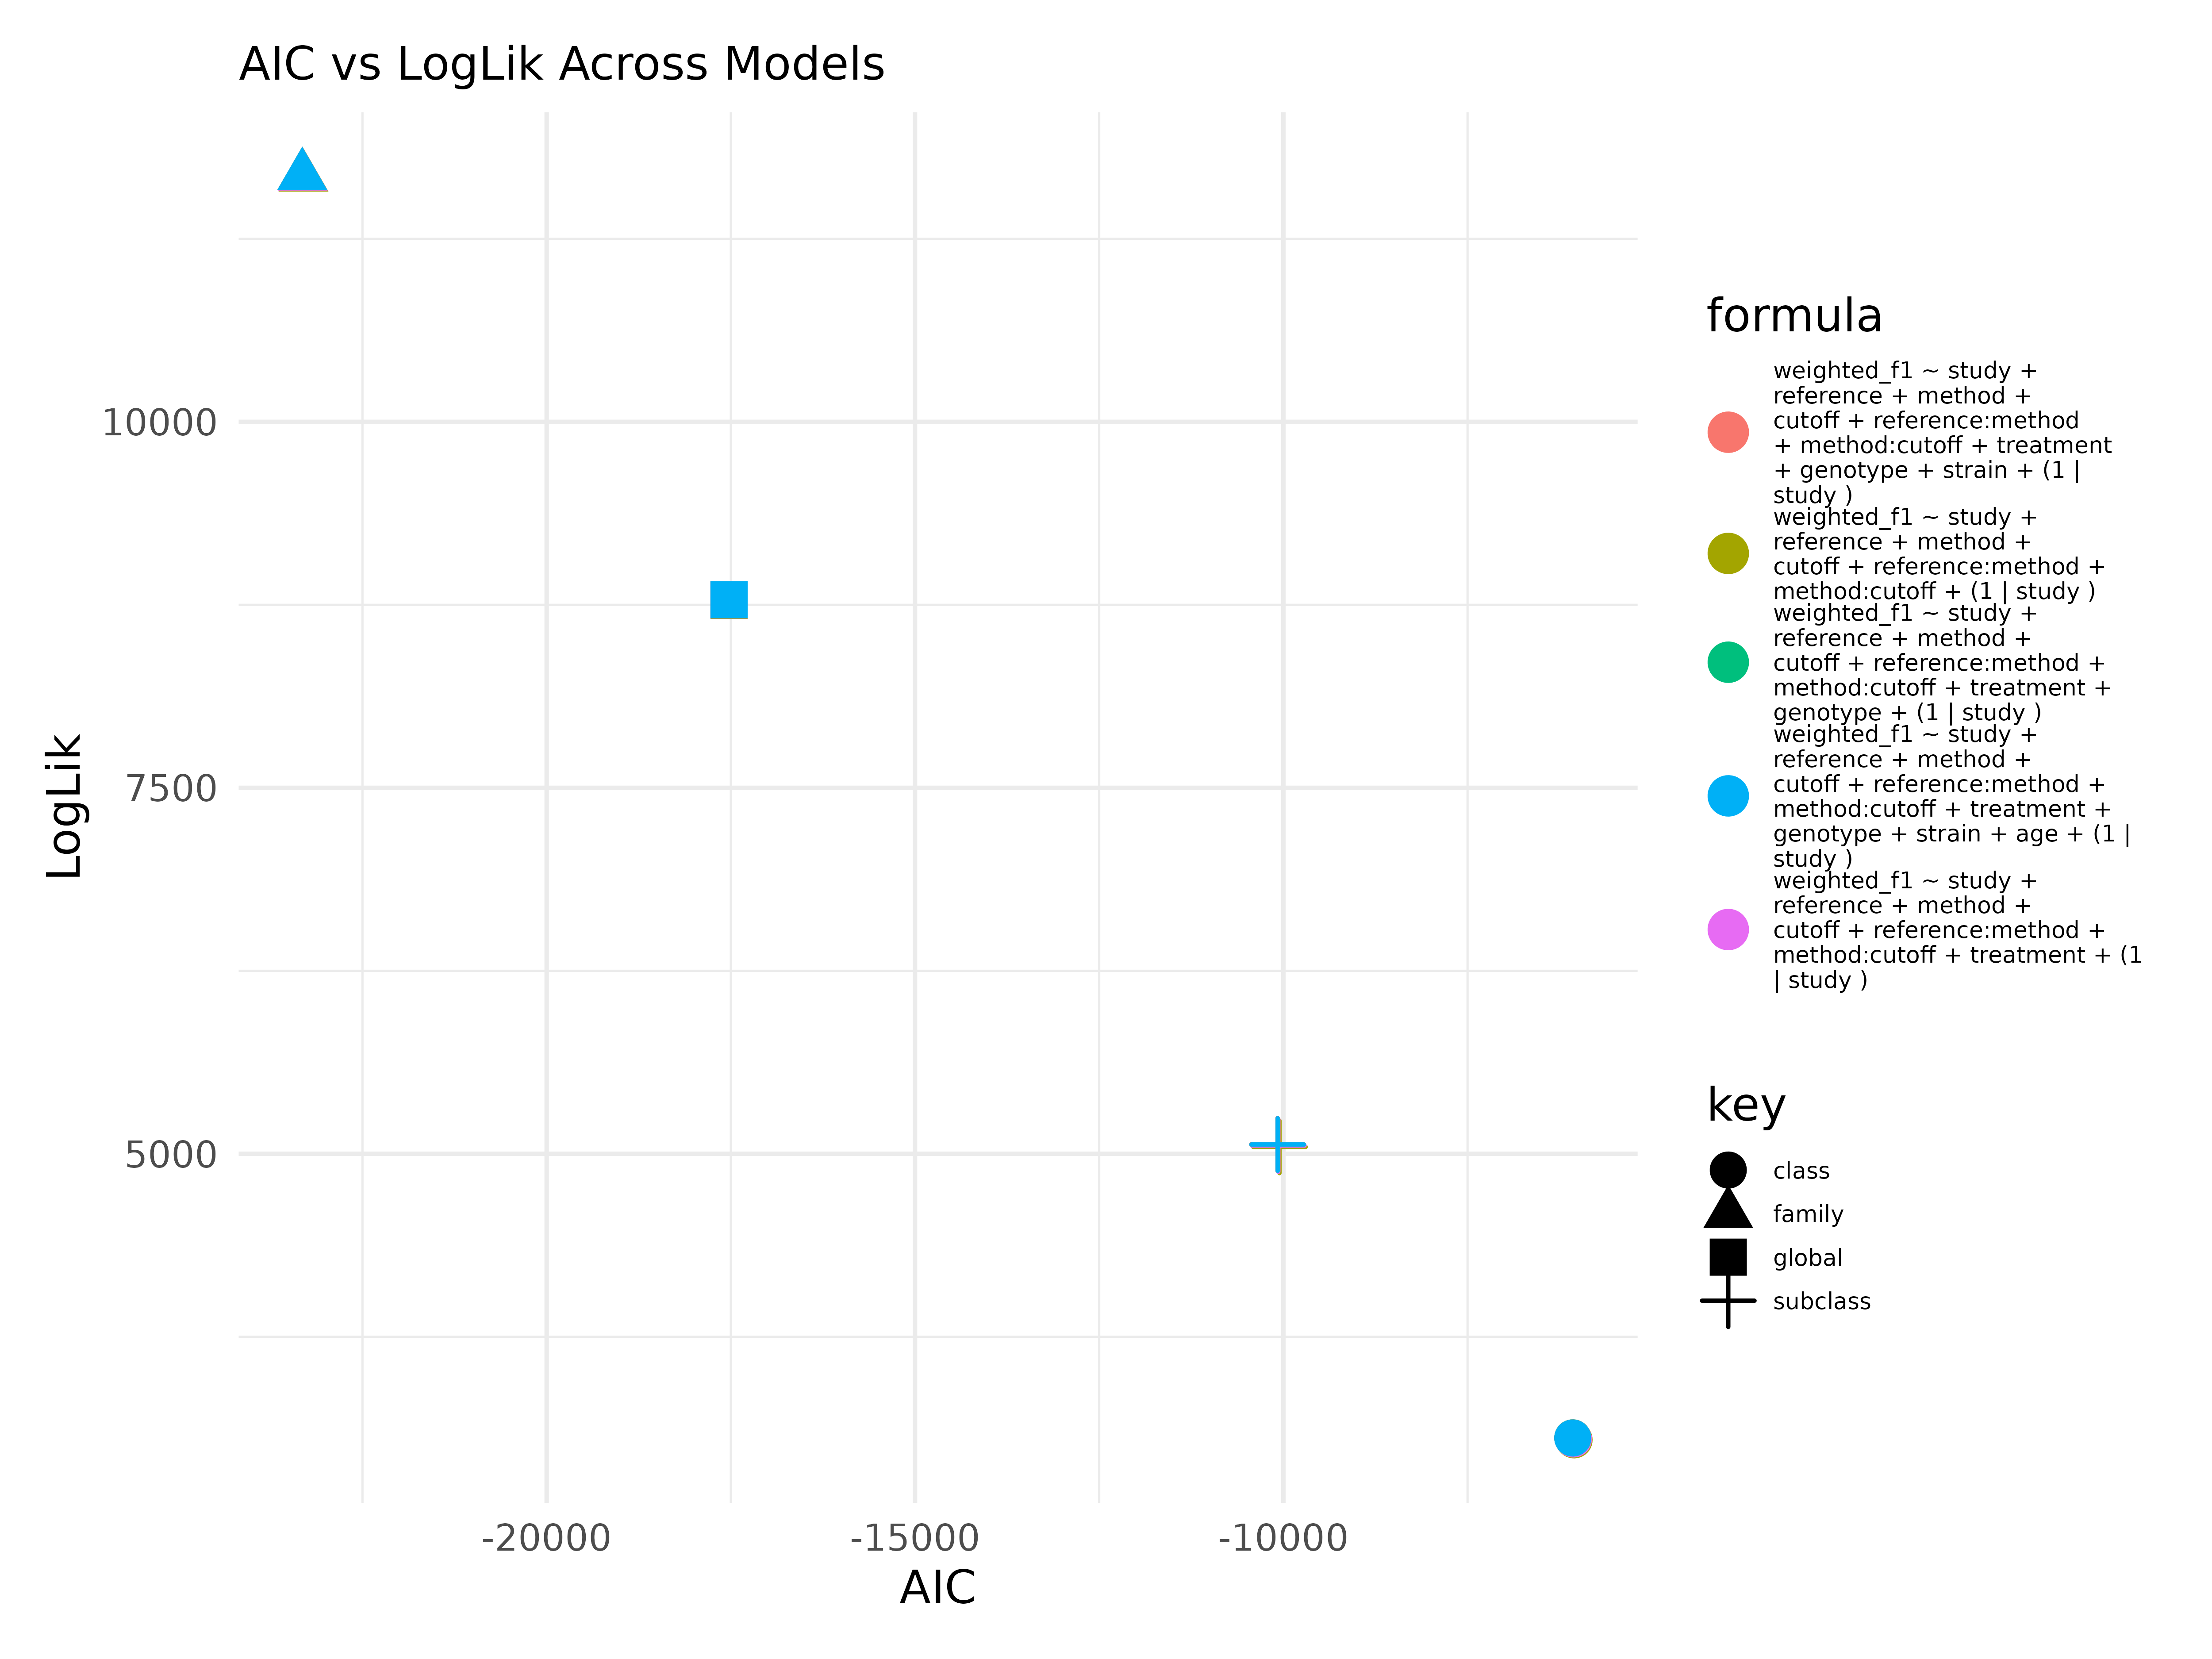 AIC vs LogLik Across Models
LogLik
10000
7500
5000
-20000
-15000
-10000
AIC
formula
weighted_f1 ~ study +
reference + method +
cutoff + reference:method
+ method:cutoff + treatment
+ genotype + strain + (1 |
study )
weighted_f1 ~ study +
reference + method +
cutoff + reference:method +
method:cutoff + (1 | study )
weighted_f1 ~ study +
reference + method +
cutoff + reference:method +
method:cutoff + treatment +
genotype + (1 | study )
weighted_f1 ~ study +
reference + method +
cutoff + reference:method +
method:cutoff + treatment +
genotype + strain + age + (1 |
study )
weighted_f1 ~ study +
reference + method +
cutoff + reference:method +
method:cutoff + treatment + (1
| study )
key
class
family
global
subclass